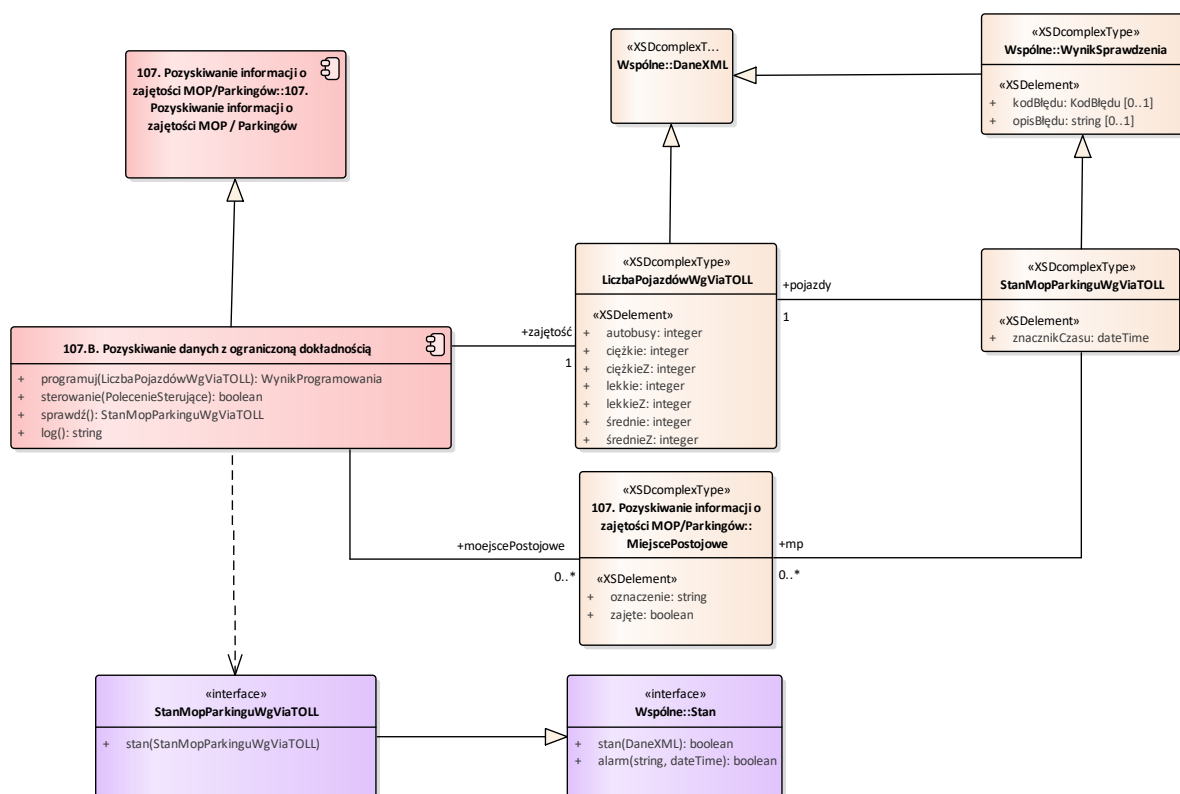 107. Pozyskiwanie informacji o
zajętości MOP/Parkingów::107.
Pozyskiwanie informacji o
zajętości MOP / Parkingów
«XSDcomplexT...
Wspólne::DaneXML
«XSDcomplexType»
Wspólne::WynikSprawdzenia
«XSDelement»
+ kodBłędu: KodBłędu [0..1]
+ opisBłędu: string [0..1]
107.B. Pozyskiwanie danych z ograniczoną dokładnością
+ programuj(LiczbaPojazdówWgViaTOLL): WynikProgramowania
+ sterowanie(PolecenieSterujące): boolean
+ sprawdź(): StanMopParkinguWgViaTOLL
+ log(): string
+zajętość
1
«XSDcomplexType»
LiczbaPojazdówWgViaTOLL
«XSDelement»
+ autobusy: integer
+ ciężkie: integer
+ ciężkieZ: integer
+ lekkie: integer
+ lekkieZ: integer
+ średnie: integer
+ średnieZ: integer
+pojazdy
1
«XSDcomplexType»
StanMopParkinguWgViaTOLL
«XSDelement»
+ znacznikCzasu: dateTime
+moejscePostojowe
0..*
«XSDcomplexType»
107. Pozyskiwanie informacji o
zajętości MOP/Parkingów::
MiejscePostojowe
«XSDelement»
+ oznaczenie: string
+ zajęte: boolean
+mp
0..*
«interface»
StanMopParkinguWgViaTOLL
+ stan(StanMopParkinguWgViaTOLL)
«interface»
Wspólne::Stan
+ stan(DaneXML): boolean
+ alarm(string, dateTime): boolean